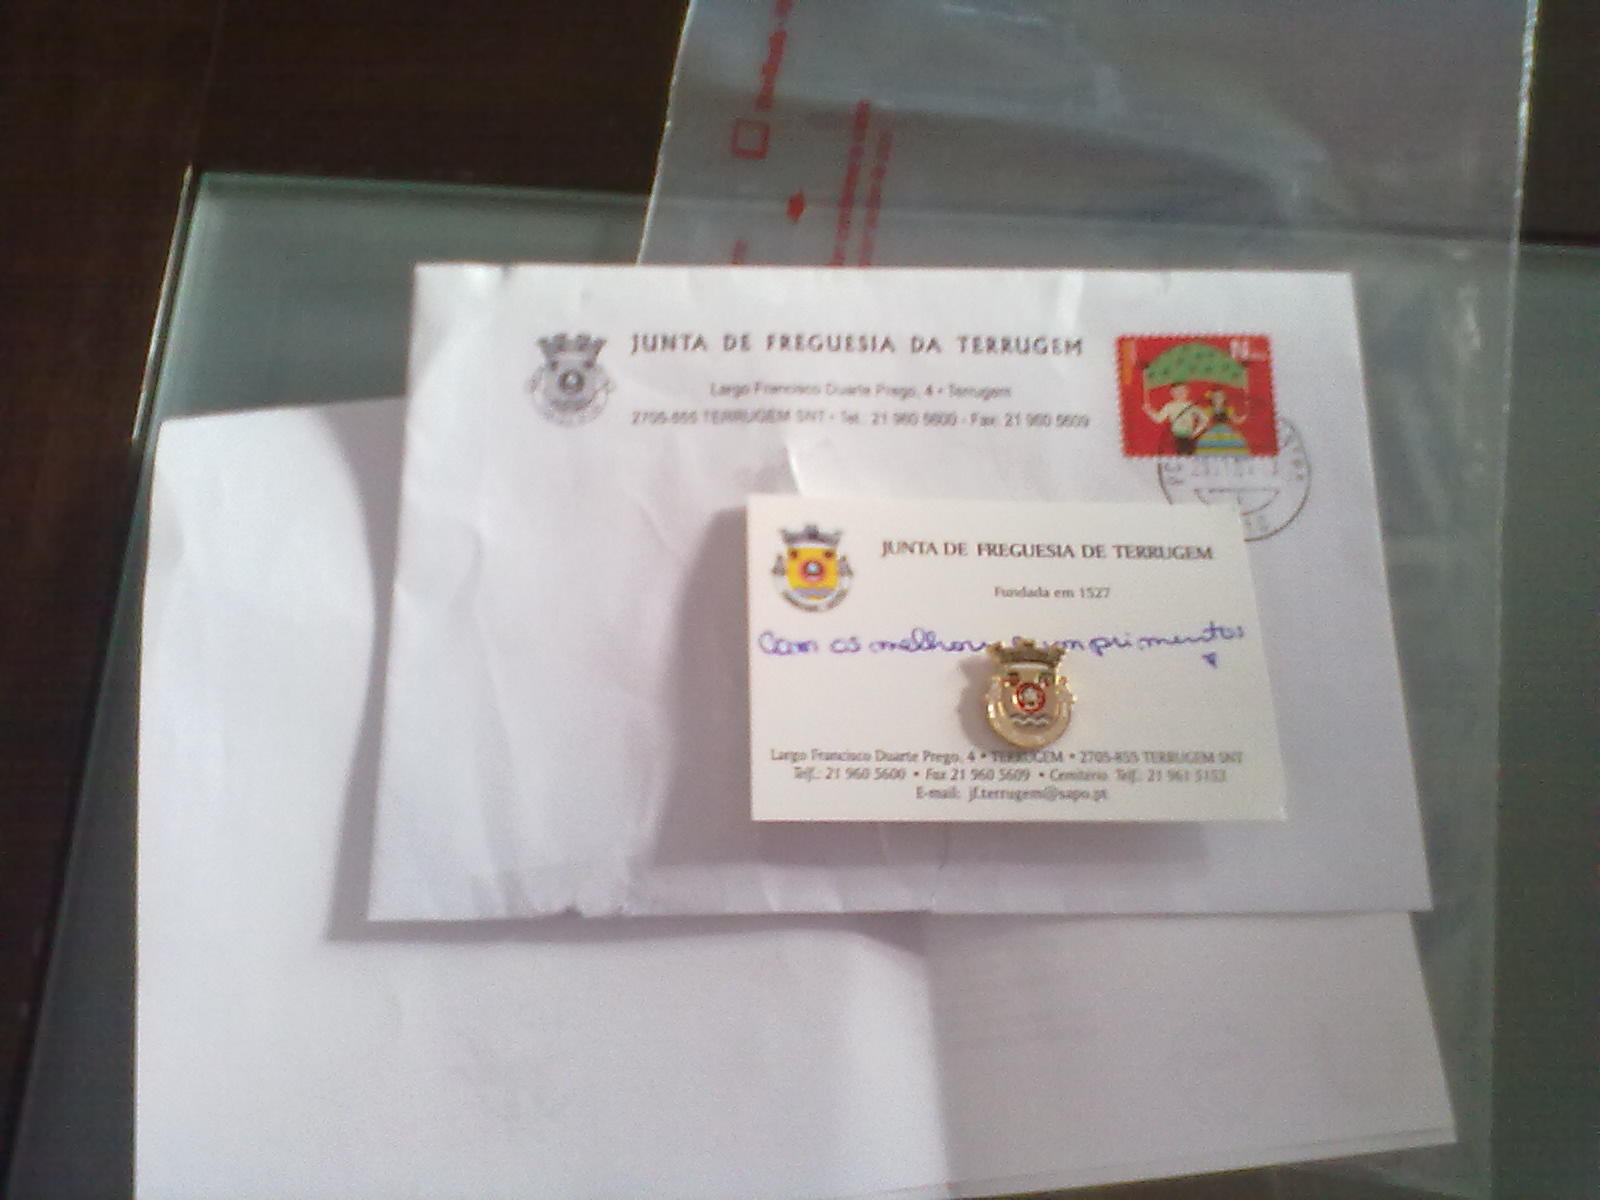 JUNTA DE FREGUESIA DA TERRUGEM
Largo Francisco Duarte Prego, 4 • Terrugem
2705-855 TERRUGEM SNT • Tel.: 21 960 5600 - Fax: 21 960 5609
N
JUNTA DE FREGUESIA DE TERRUGEM
Fundada em 1527
Com os melhores cumprimentos
Largo Francisco Duarte Prego, 4 • TERRUGEM • 2705-855 TERRUGEM SNT
Telf.: 21 960 5600 • Fax 21 960 5609 • Cemitério Telf.: 21 961 5153
E-mail: jf.terrugem@sapo.pt